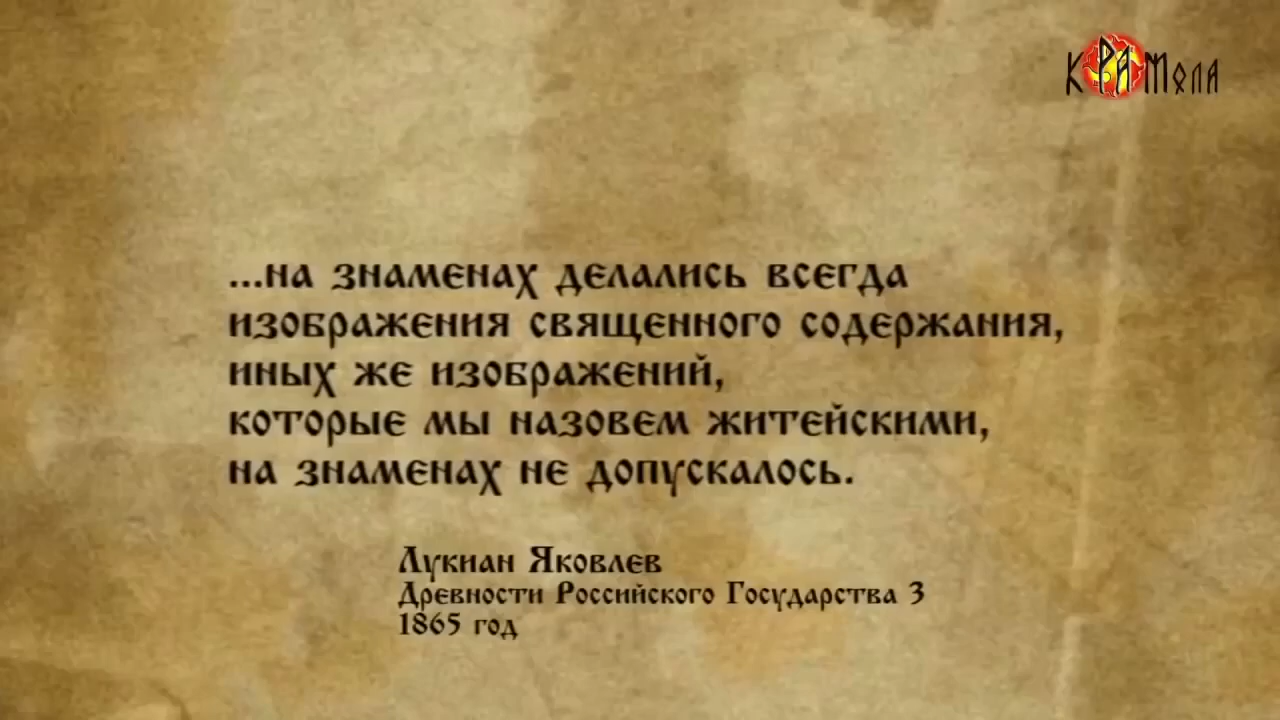 КРАМОЛА
...на знаменах делались всегда
изображения священного содержания,
иных же изображений,
которые мы назовем житейскими,
на знаменах не допускалось.
Лукиан Яковлев
Древности Российского Государства 3
1865 год